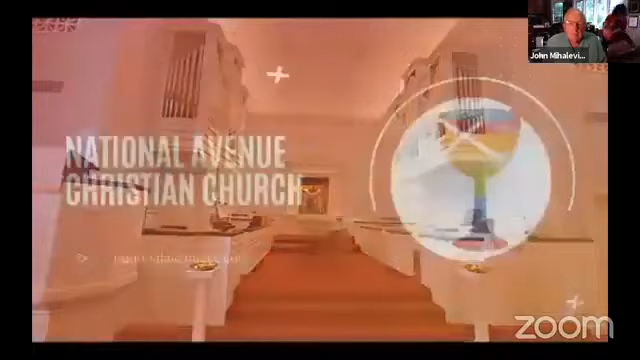 John Mihalevi...
NATIONAL AVENUE
CHRISTIAN CHURCH
zoom